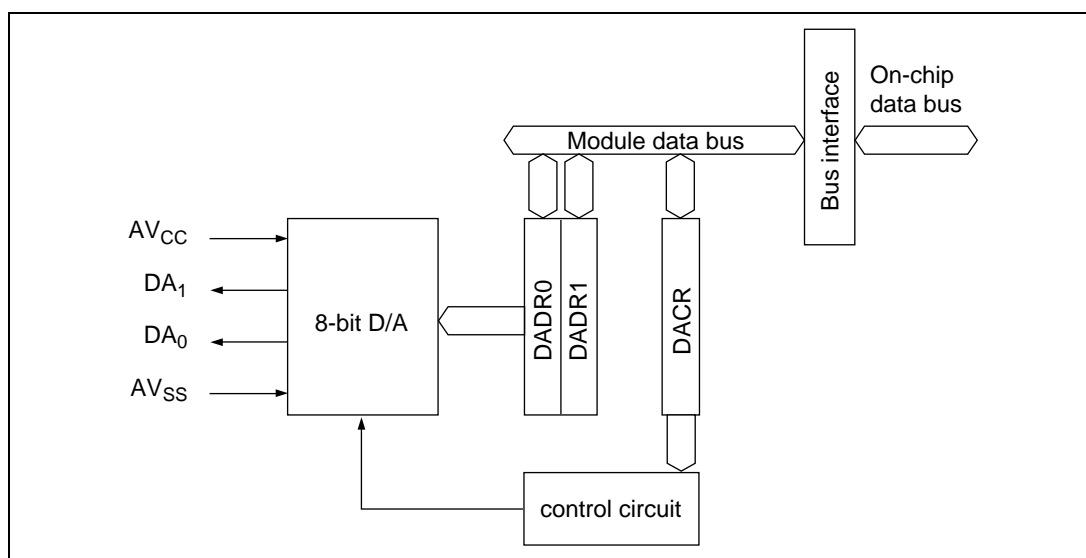 On-chip
data bus
Bus interface
Module data bus
AVCC
DA1
DA0
AVSS
8-bit D/A
DADR0
DADR1
DACR
control circuit